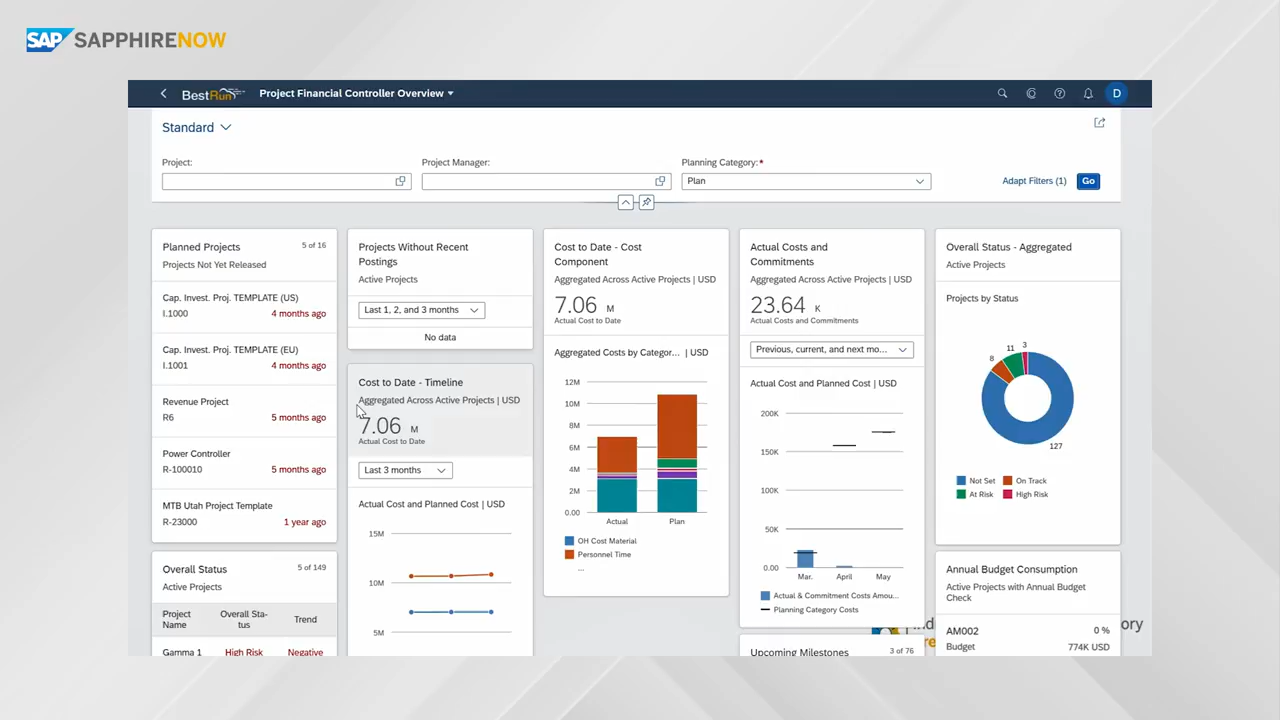 SAP SAPPHIRENOW
BestRun
Project Financial Controller Overview
D
Standard
Project:
Project Manager:
Planning Category:*
Plan
Adapt Filters (1)
Go
Planned Projects
5 of 16
Projects Not Yet Released
Cap. Invest. Proj. TEMPLATE (US)
I.1000
4 months ago
Cap. Invest. Proj. TEMPLATE (EU)
I.1001
4 months ago
Revenue Project
R6
5 months ago
Power Controller
R-100010
5 months ago
MTB Utah Project Template
R-23000
1 year ago
Overall Status
5 of 149
Active Projects
Project
Name
Overall Sta-
tus
Trend
Gamma 1
High Risk
Negative
Projects Without Recent
Postings
Active Projects
Last 1, 2, and 3 months
No data
Cost to Date - Timeline
Aggregated Across Active Projects | USD
7.06 M
Actual Cost to Date
Last 3 months
Actual Cost and Planned Cost | USD
15M
10M
5M
Cost to Date - Cost
Component
Aggregated Across Active Projects | USD
7.06 M
Actual Cost to Date
Aggregated Costs by Categor... | USD
12M
10M
8M
6M
4M
2M
0.00
Actual
Plan
OH Cost Material
Personnel Time
...
Actual Costs and
Commitments
Aggregated Across Active Projects | USD
23.64 K
Actual Costs and Commitments
Previous, current, and next mo...
Actual Cost and Planned Cost | USD
200K
150K
100K
50K
0.00
Mar.
April
May
Actual & Commitment Costs Amou...
Planning Category Costs
Upcoming Milestones
3 of 76
Overall Status - Aggregated
Active Projects
Projects by Status
8
11
3
127
Not Set
On Track
At Risk
High Risk
Annual Budget Consumption
Active Projects with Annual Budget
Check
AM002
0 %
Budget
774K USD